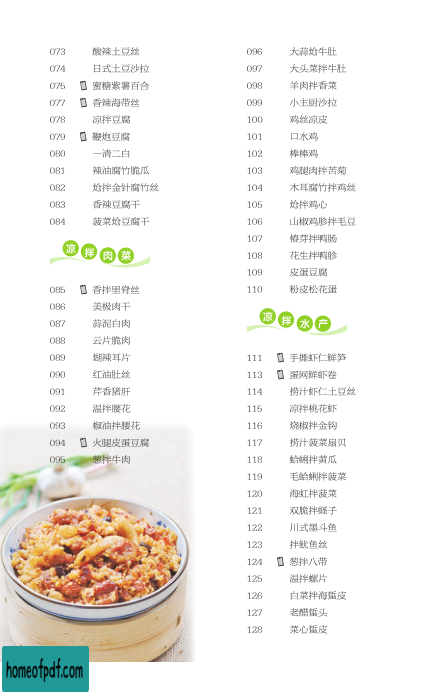 073 酸辣土豆丝
074 日式土豆沙拉
075 蜜糖紫薯百合
077 香辣海带丝
078 凉拌豆腐
079 鞭炮豆腐
080 一清二白
081 辣油腐竹脆瓜
082 炝拌金针腐竹丝
083 香辣豆腐干
084 菠菜炝豆腐干
凉拌肉菜
085 香拌里脊丝
086 美极肉干
087 蒜泥白肉
088 云片脆肉
089 煳辣耳片
090 红油肚丝
091 芹香猪肝
092 温拌腰花
093 椒油拌腰花
094 火腿皮蛋豆腐
095 葱拌牛肉
096 大蒜炝牛肚
097 大头菜拌牛肚
098 羊肉拌香菜
099 小主厨沙拉
100 鸡丝凉皮
101 口水鸡
102 棒棒鸡
103 鸡腿肉拌苦菊
104 木耳腐竹拌鸡丝
105 炝拌鸡心
106 山椒鸡胗拌毛豆
107 椿芽拌鸭肠
108 花生拌鸭胗
109 皮蛋豆腐
110 粉皮松花蛋
凉拌水产
111 手撕虾仁鲜笋
113 蛋网鲜虾卷
114 捞汁虾仁土豆丝
115 凉拌桃花虾
116 烧椒拌金钩
117 捞汁菠菜扇贝
118 蛤蜊拌黄瓜
119 毛蛤蜊拌菠菜
120 海虹拌菠菜
121 双脆拌蛏子
122 川式墨斗鱼
123 拌鱿鱼丝
124 葱拌八带
125 温拌螺片
126 白菜拌海蜇皮
127 老醋蜇头
128 菜心蜇皮
homeofpdf.com